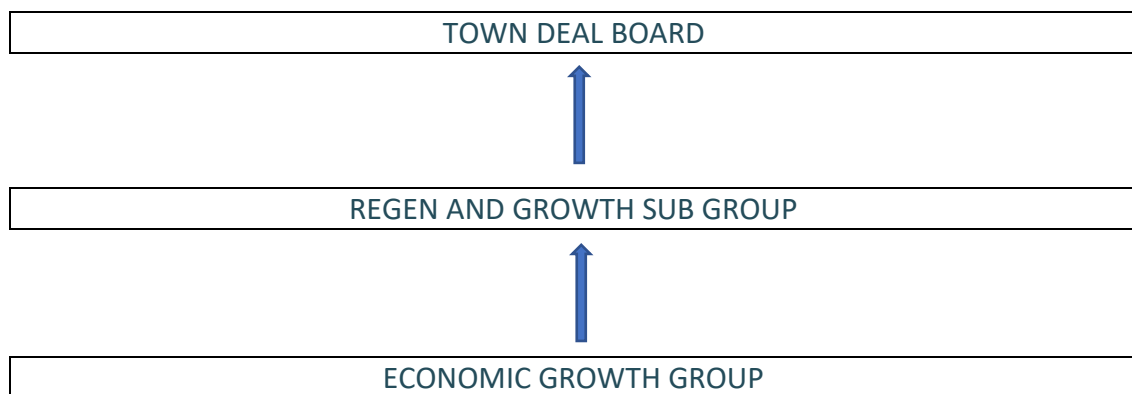 TOWN DEAL BOARD
REGEN AND GROWTH SUB GROUP
ECONOMIC GROWTH GROUP